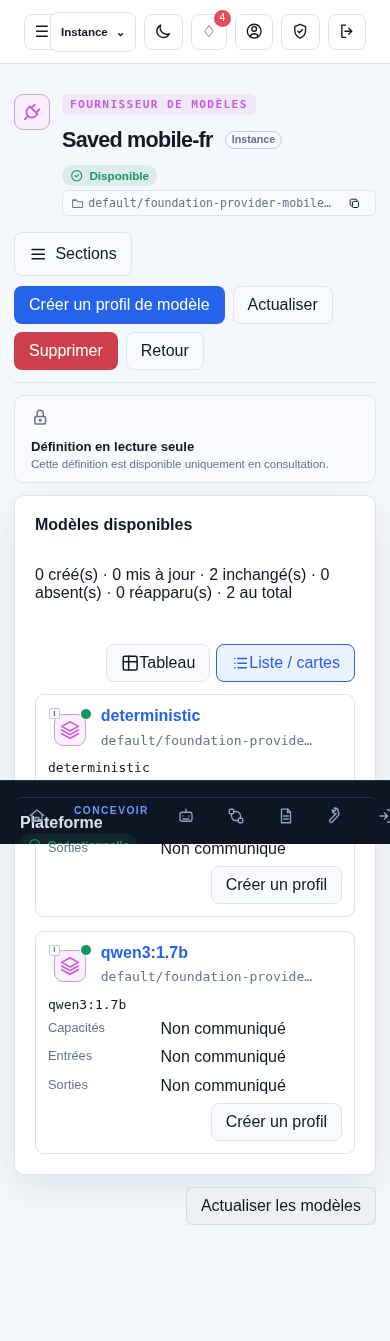 Instance
4
FOURNISSEUR DE MODÈLES
Saved mobile-fr Instance
Disponible
default/foundation-provider-mobile…
Sections
Créer un profil de modèle Actualiser
Supprimer Retour
Définition en lecture seule
Cette définition est disponible uniquement en consultation.
Modèles disponibles
0 créé(s) · 0 mis à jour · 2 inchangé(s) · 0
absent(s) · 0 réapparu(s) · 2 au total
Tableau Liste / cartes
I
deterministic
default/foundation-provide…
deterministic
CONCEVOIR
Plateforme
Opérationnelle
Sorties Non communiqué
Créer un profil
I
qwen3:1.7b
default/foundation-provide…
qwen3:1.7b
Capacités Non communiqué
Entrées Non communiqué
Sorties Non communiqué
Créer un profil
Actualiser les modèles